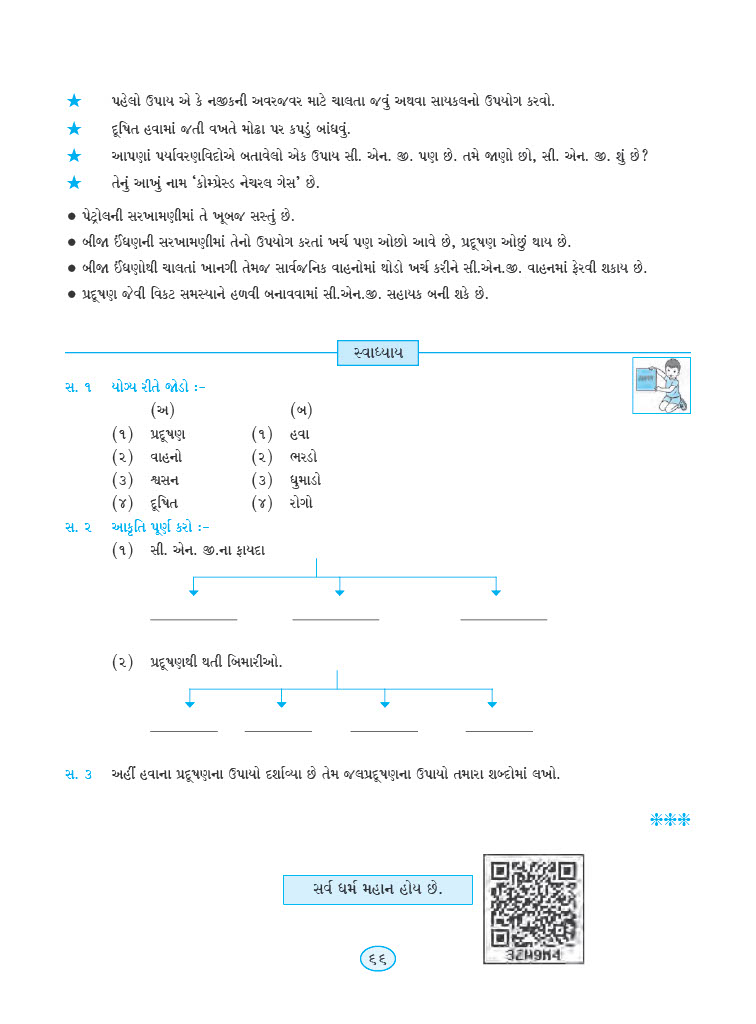 ★ પહેલો ઉપાય એ કે નજીકની અવરજવર માટે ચાલતા જવું અથવા સાયકલનો ઉપયોગ કરવો.
★ દૂષિત હવામાં જતી વખતે મોઢા પર કપડું બાંધવું.
★ આપણાં પર્યાવરણવિદોએ બતાવેલો એક ઉપાય સી. એન. જી. પણ છે. તમે જાણો છો, સી. એન. જી. શું છે?
★ તેનું આખું નામ ‘કોમ્પ્રેસ્ડ નેચરલ ગેસ’ છે.
● પેટ્રોલની સરખામણીમાં તે ખૂબજ સસ્તું છે.
● બીજા ઈંધણની સરખામણીમાં તેનો ઉપયોગ કરતાં ખર્ચ પણ ઓછો આવે છે, પ્રદૂષણ ઓછું થાય છે.
● બીજા ઈંધણોથી ચાલતાં ખાનગી તેમજ સાર્વજનિક વાહનોમાં થોડો ખર્ચ કરીને સી.એન.જી. વાહનમાં ફેરવી શકાય છે.
● પ્રદૂષણ જેવી વિકટ સમસ્યાને હળવી બનાવવામાં સી.એન.જી. સહાયક બની શકે છે.
સ્વાધ્યાય
સ. ૧ યોગ્ય રીતે જોડો :-
(અ) (બ)
(૧) પ્રદૂષણ (૧) હવા
(૨) વાહનો (૨) ભરડો
(૩) શ્વસન (૩) ધુમાડો
(૪) દૂષિત (૪) રોગો
સ. ૨ આકૃતિ પૂર્ણ કરો :-
(૧) સી. એન. જી.ના ફાયદા
(૨) પ્રદૂષણથી થતી બિમારીઓ.
સ. ૩ અહીં હવાના પ્રદૂષણના ઉપાયો દર્શાવ્યા છે તેમ જલપ્રદૂષણના ઉપાયો તમારા શબ્દોમાં લખો.
સર્વ ધર્મ મહાન હોય છે.
૬૬
3ZH9M4